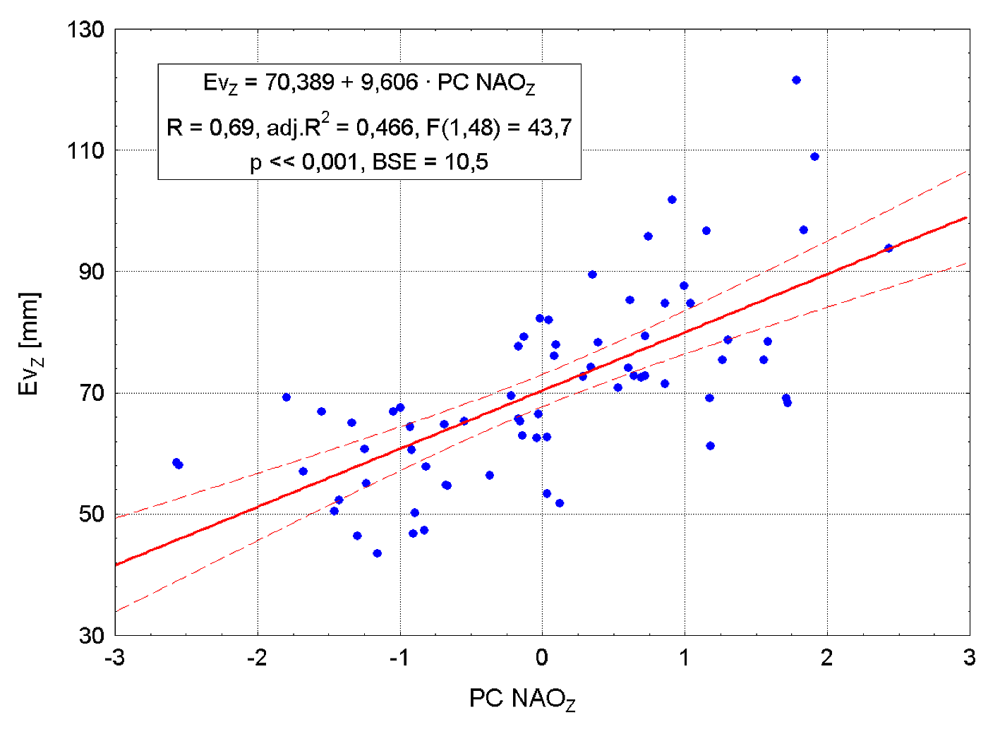 130
110
90
70
50
30
Ev_Z [mm]
Ev_Z = 70,389 + 9,606 · PC NAO_Z
R = 0,69, adj.R² = 0,466, F(1,48) = 43,7
p << 0,001, BSE = 10,5
-3 -2 -1 0 1 2 3
PC NAO_Z